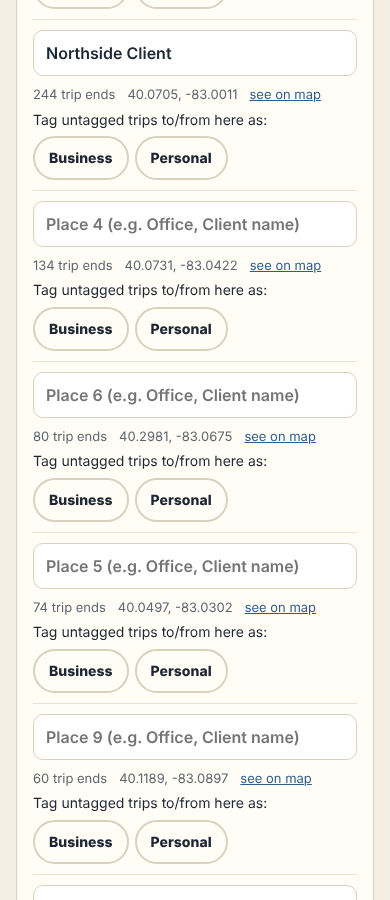 Northside Client
244 trip ends 40.0705, -83.0011 see on map
Tag untagged trips to/from here as:
Business Personal
Place 4 (e.g. Office, Client name)
134 trip ends 40.0731, -83.0422 see on map
Tag untagged trips to/from here as:
Business Personal
Place 6 (e.g. Office, Client name)
80 trip ends 40.2981, -83.0675 see on map
Tag untagged trips to/from here as:
Business Personal
Place 5 (e.g. Office, Client name)
74 trip ends 40.0497, -83.0302 see on map
Tag untagged trips to/from here as:
Business Personal
Place 9 (e.g. Office, Client name)
60 trip ends 40.1189, -83.0897 see on map
Tag untagged trips to/from here as:
Business Personal